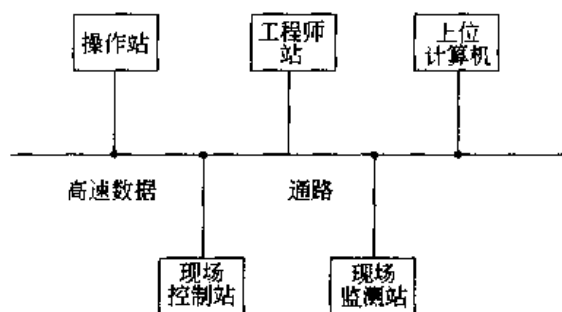 操作站
工程师
站
上位
计算机
高速数据
通路
现场
控制站
现场
监测站